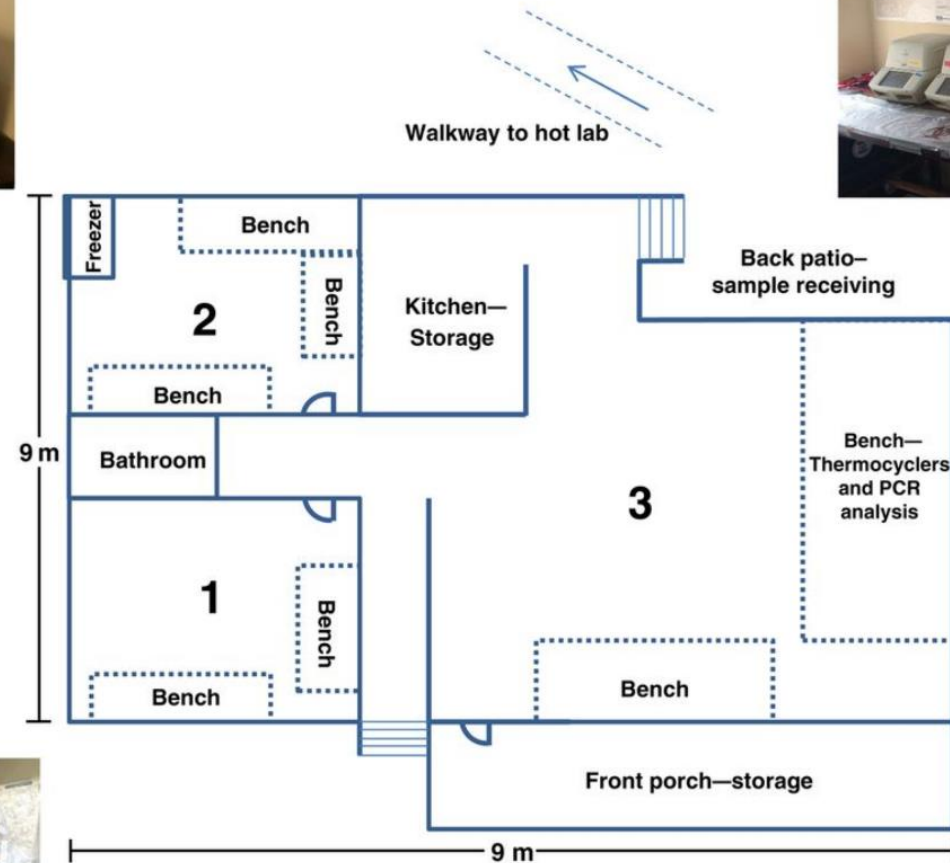 Walkway to hot lab
Freezer
Bench
Back patio–
sample receiving
Bench
Kitchen—
Storage
2
Bench
9 m
Bathroom
Bench—
Thermocyclers
and PCR
analysis
3
1
Bench
Bench
Bench
Front porch—storage
9 m